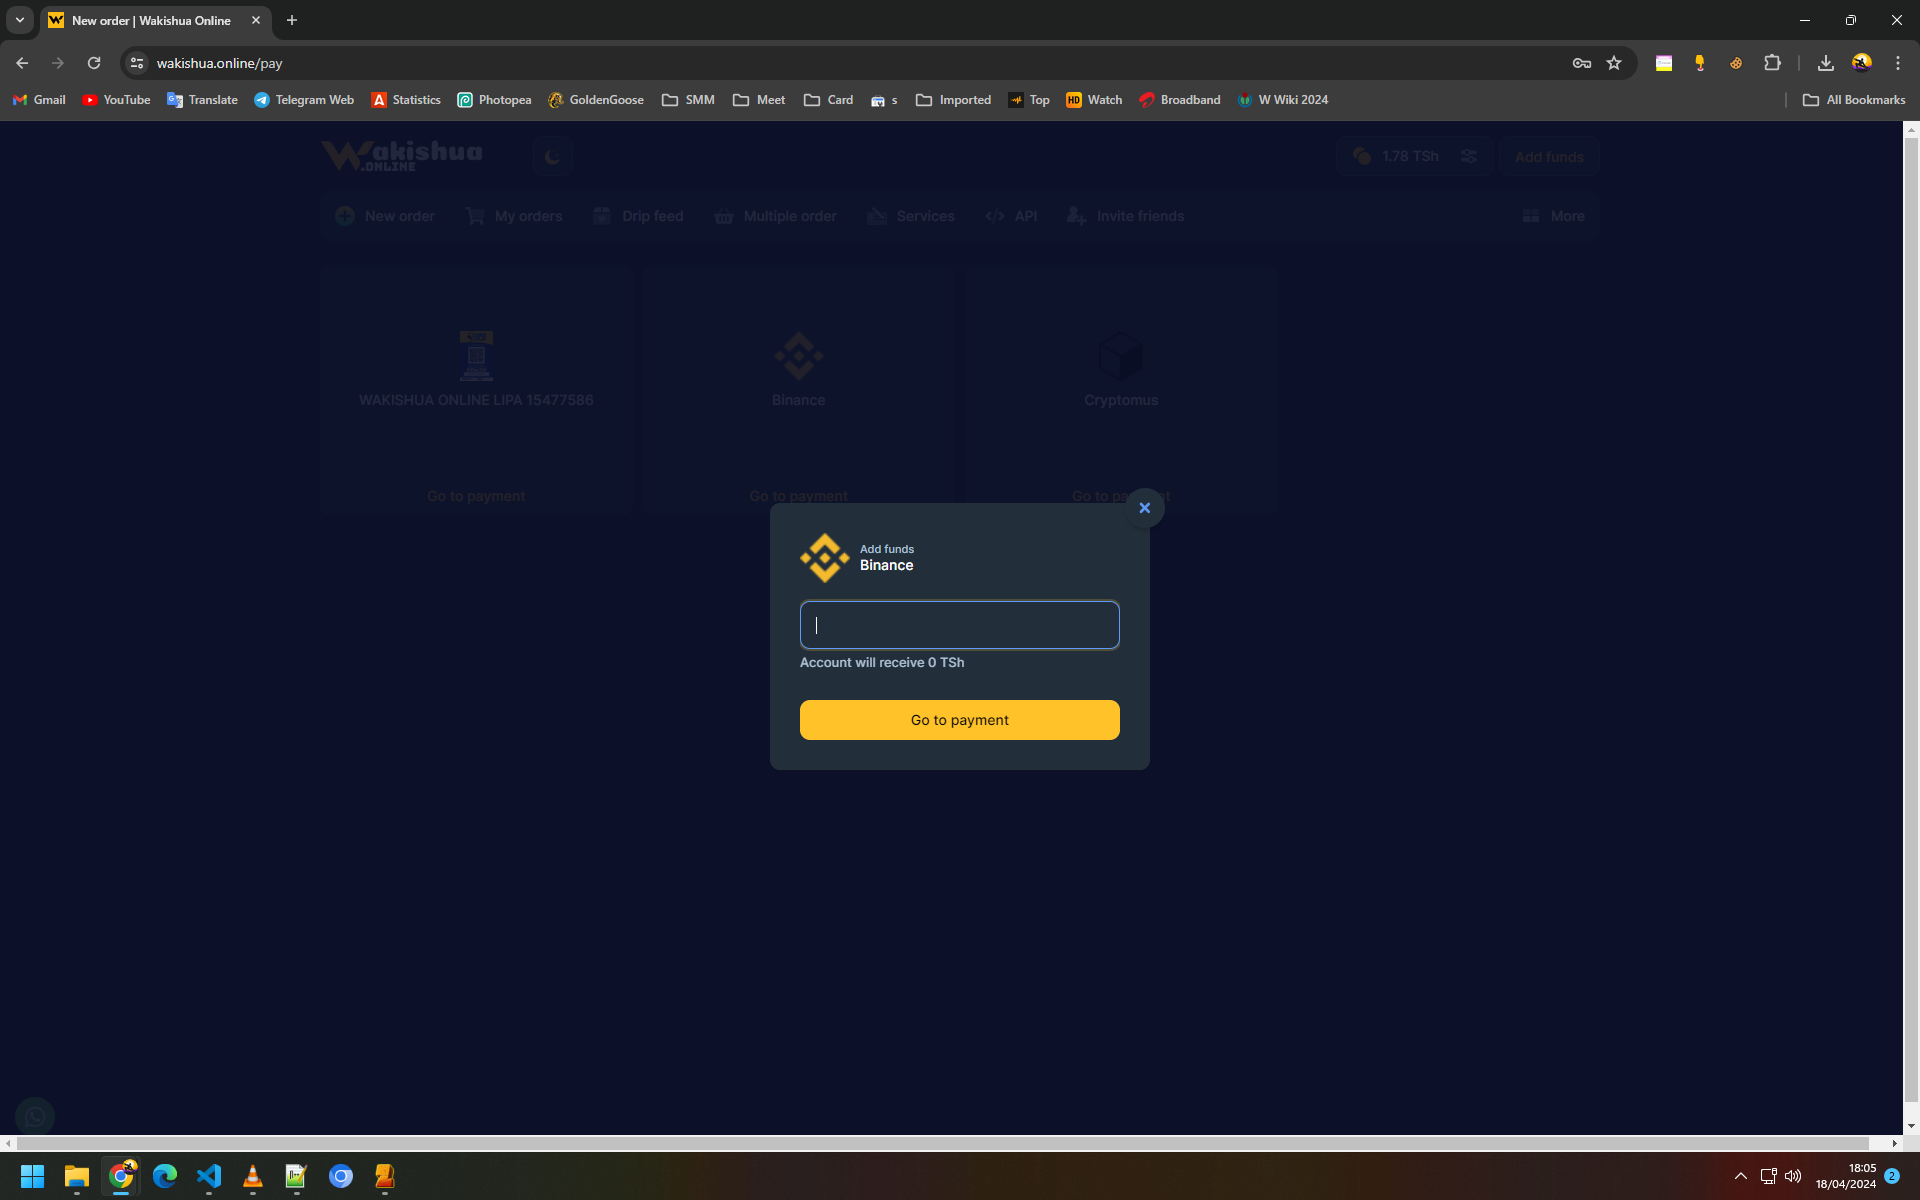 New order | Wakishua Online
wakishua.online/pay
Gmail YouTube Translate Telegram Web Statistics Photopea GoldenGoose SMM Meet Card s Imported Top Watch Broadband W Wiki 2024 All Bookmarks
Wakishua
.ONLINE
1.78 TSh Add funds
New order My orders Drip feed Multiple order Services API Invite friends More
WAKISHUA ONLINE LIPA 15477586 Binance Cryptomus
Go to payment Go to payment Go to pa
Add funds
Binance
Account will receive 0 TSh
Go to payment
18:05
18/04/2024 2